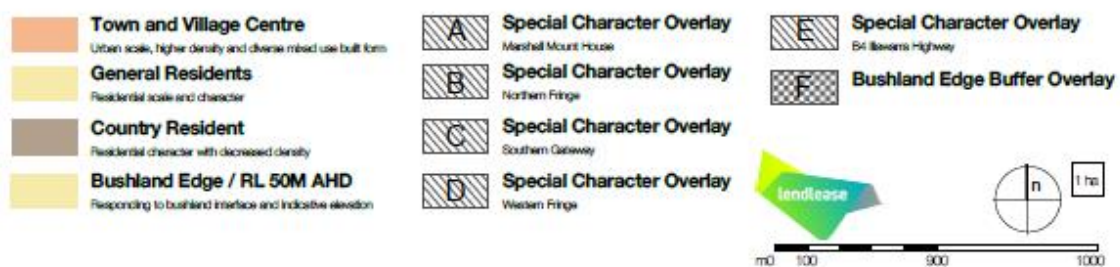 Town and Village Centre
Urban scale, higher density and diverse mixed use built form
General Residents
Residential scale and character
Country Resident
Residential character with decreased density
Bushland Edge / RL 50M AHD
Responding to bushland interface and indicative elevation
A
Special Character Overlay
Marshall Mount House
B
Special Character Overlay
Northern Fringe
C
Special Character Overlay
Southern Gateway
D
Special Character Overlay
Western Fringe
E
Special Character Overlay
B4 Illawarra Highway
F
Bushland Edge Buffer Overlay
lendlease
n
1 ha
m0 100 900 1000